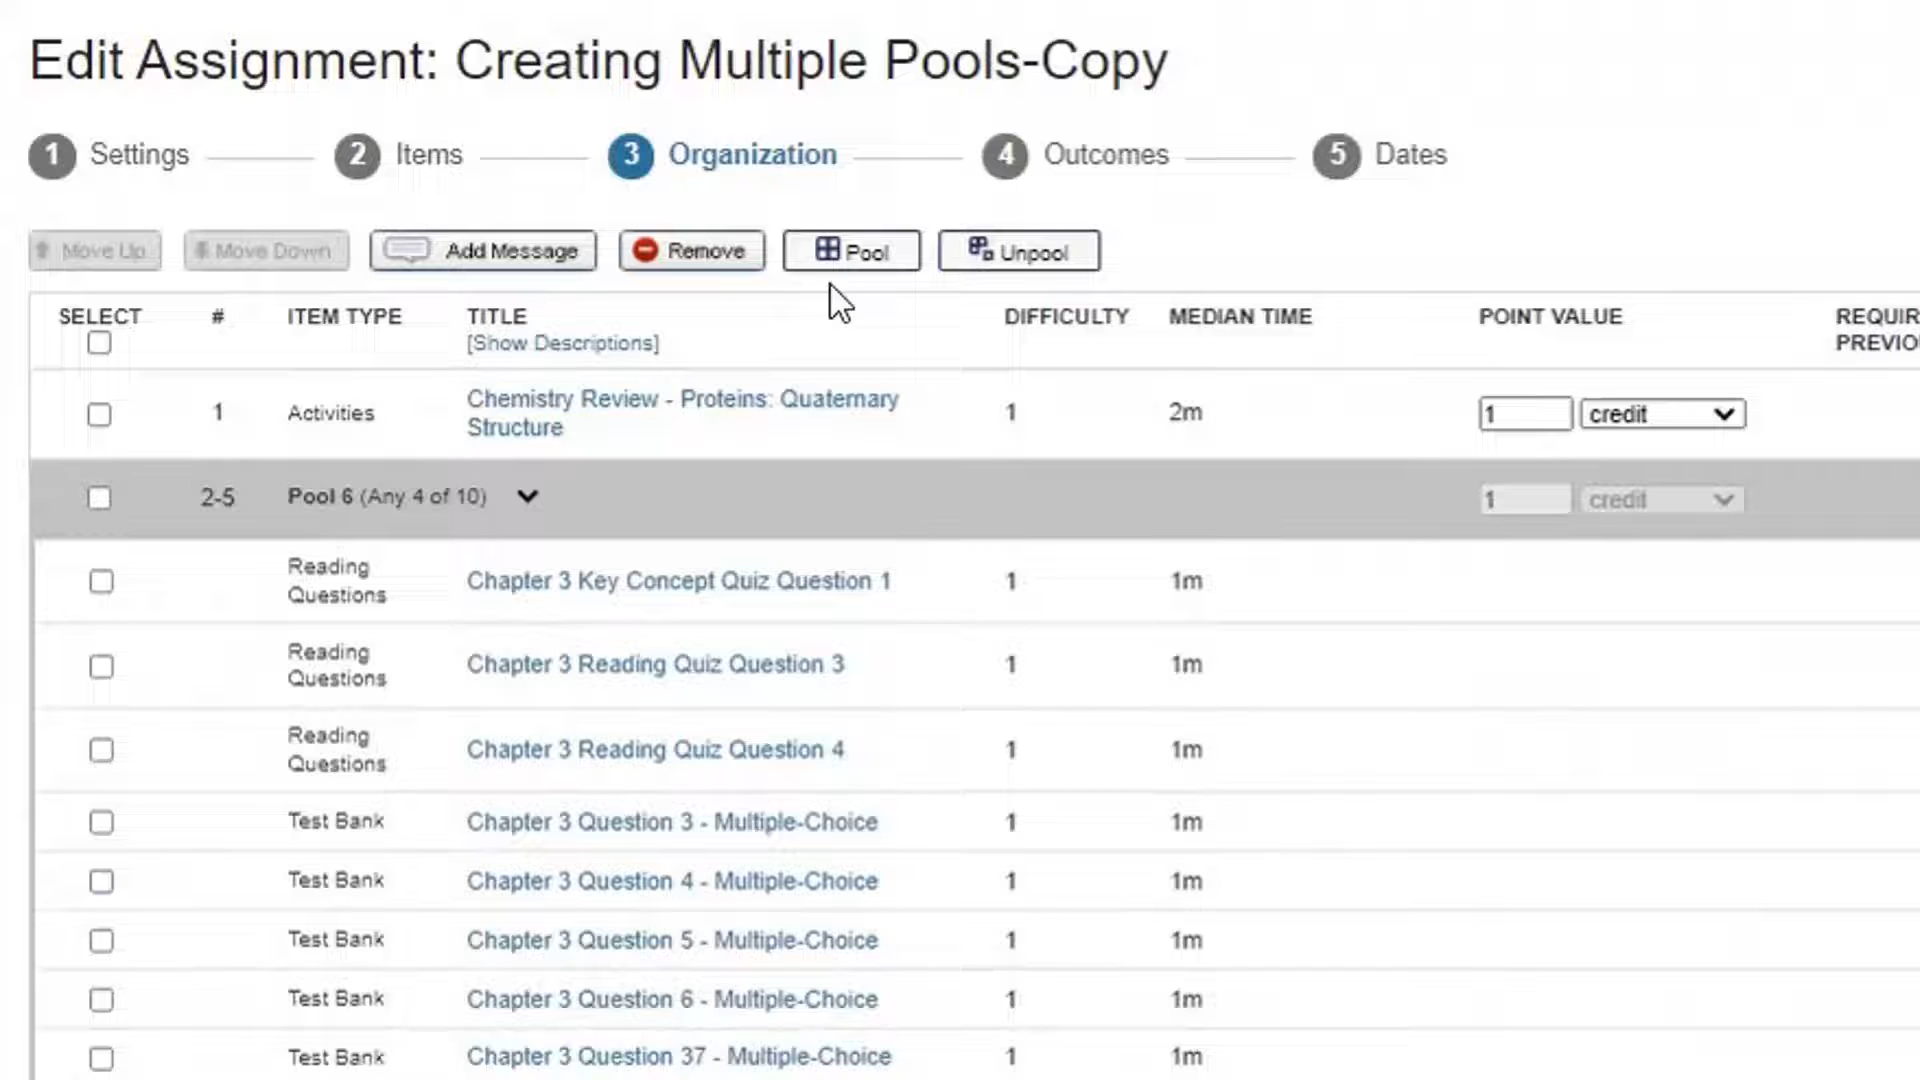 Edit Assignment: Creating Multiple Pools-Copy
1 Settings 2 Items 3 Organization 4 Outcomes 5 Dates
Move Up Move Down Add Message Remove Pool Unpool
SELECT # ITEM TYPE TITLE DIFFICULTY MEDIAN TIME POINT VALUE REQUIR
[Show Descriptions] PREVIO
1 Activities Chemistry Review - Proteins: Quaternary 1 2m 1 credit
Structure
2-5 Pool 6 (Any 4 of 10) 1 credit
Reading
Questions Chapter 3 Key Concept Quiz Question 1 1 1m
Reading
Questions Chapter 3 Reading Quiz Question 3 1 1m
Reading
Questions Chapter 3 Reading Quiz Question 4 1 1m
Test Bank Chapter 3 Question 3 - Multiple-Choice 1 1m
Test Bank Chapter 3 Question 4 - Multiple-Choice 1 1m
Test Bank Chapter 3 Question 5 - Multiple-Choice 1 1m
Test Bank Chapter 3 Question 6 - Multiple-Choice 1 1m
Test Bank Chapter 3 Question 37 - Multiple-Choice 1 1m